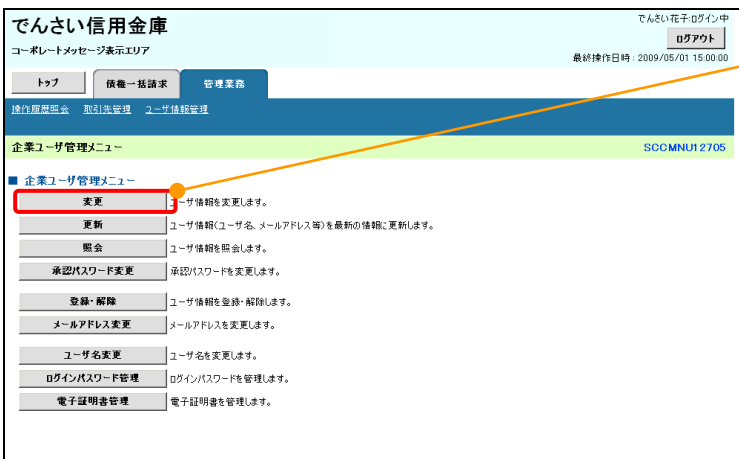 でんさい信用金庫
でんさい花子:ログイン中
ログアウト
コーポレートメッセージ表示エリア
最終操作日時：2009/05/01 15:00:00
トップ 債権一括請求 管理業務
操作履歴照会 取引先管理 ユーザ情報管理
企業ユーザ管理メニュー SCCMNU12705
■ 企業ユーザ管理メニュー
変更 ユーザ情報を変更します。
更新 ユーザ情報(ユーザ名、メールアドレス等)を最新の情報に更新します。
照会 ユーザ情報を照会します。
承認パスワード変更 承認パスワードを変更します。
登録・解除 ユーザ情報を登録・解除します。
メールアドレス変更 メールアドレスを変更します。
ユーザ名変更 ユーザ名を変更します。
ログインパスワード管理 ログインパスワードを管理します。
電子証明書管理 電子証明書を管理します。